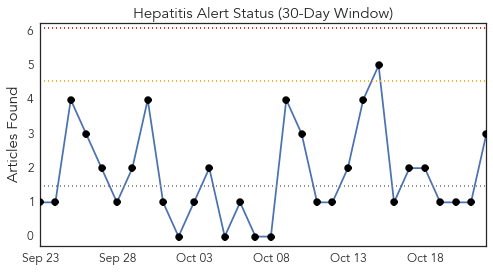 Hepatitis Alert Status (30-Day Window)
Articles Found
6
5
4
3
2
1
0
Sep 23 Sep 28 Oct 03 Oct 08 Oct 13 Oct 18